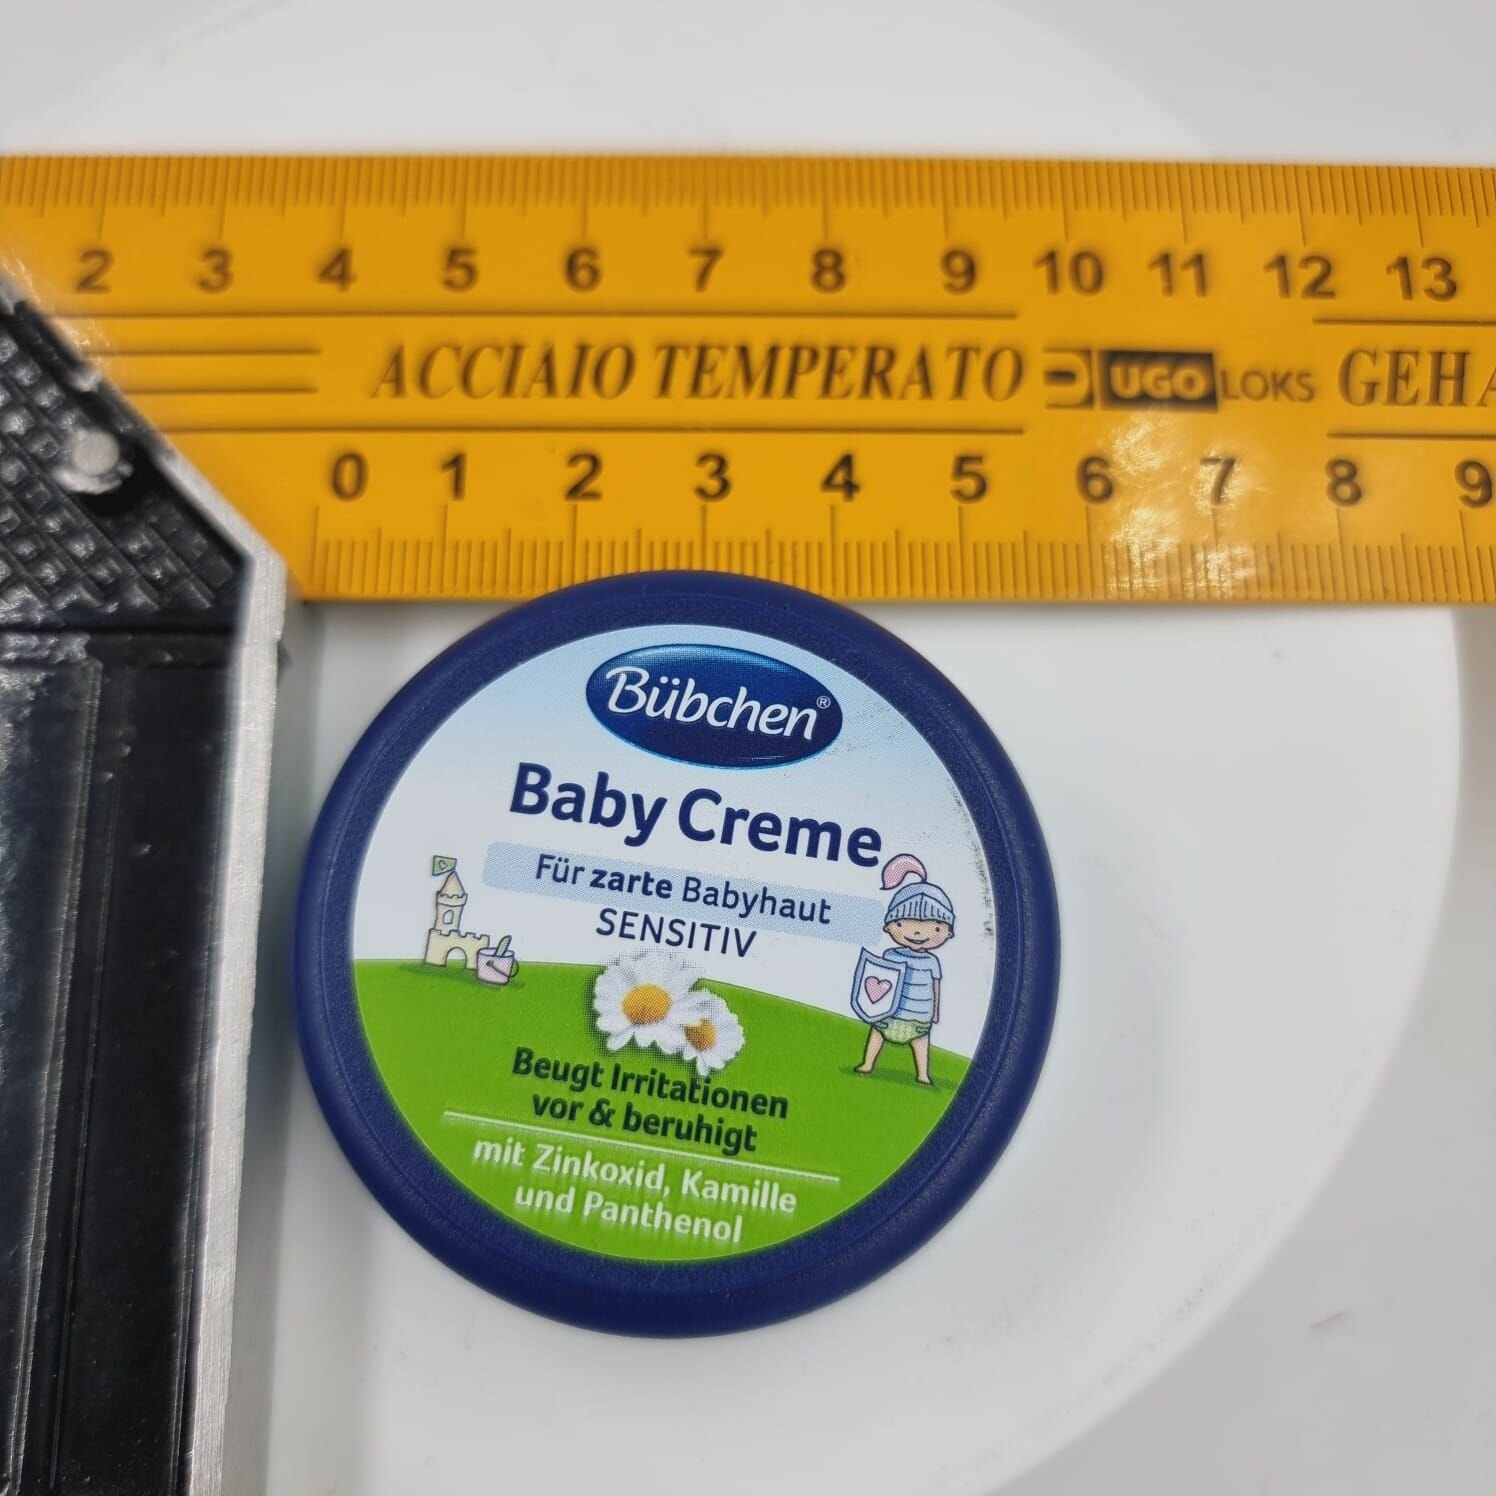 2 3 4 5 6 7 8 9 10 11 12 13
ACCIAIO TEMPERATO UGO LOKS GEHA
0 1 2 3 4 5 6 7 8 9
Bübchen®
Baby Creme
Für zarte Babyhaut
SENSITIV
Beugt Irritationen
vor & beruhigt
mit Zinkoxid, Kamille
und Panthenol